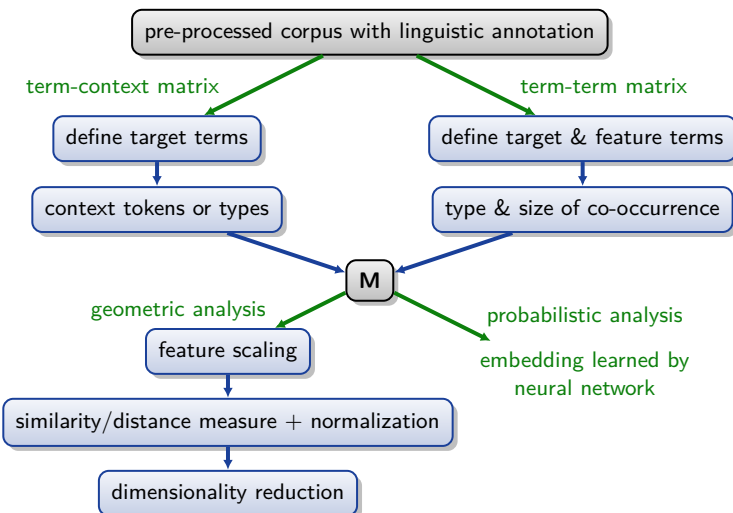 pre-processed corpus with linguistic annotation
term-context matrix
term-term matrix
define target terms
define target & feature terms
context tokens or types
type & size of co-occurrence
M
geometric analysis
probabilistic analysis
feature scaling
embedding learned by
neural network
similarity/distance measure + normalization
dimensionality reduction